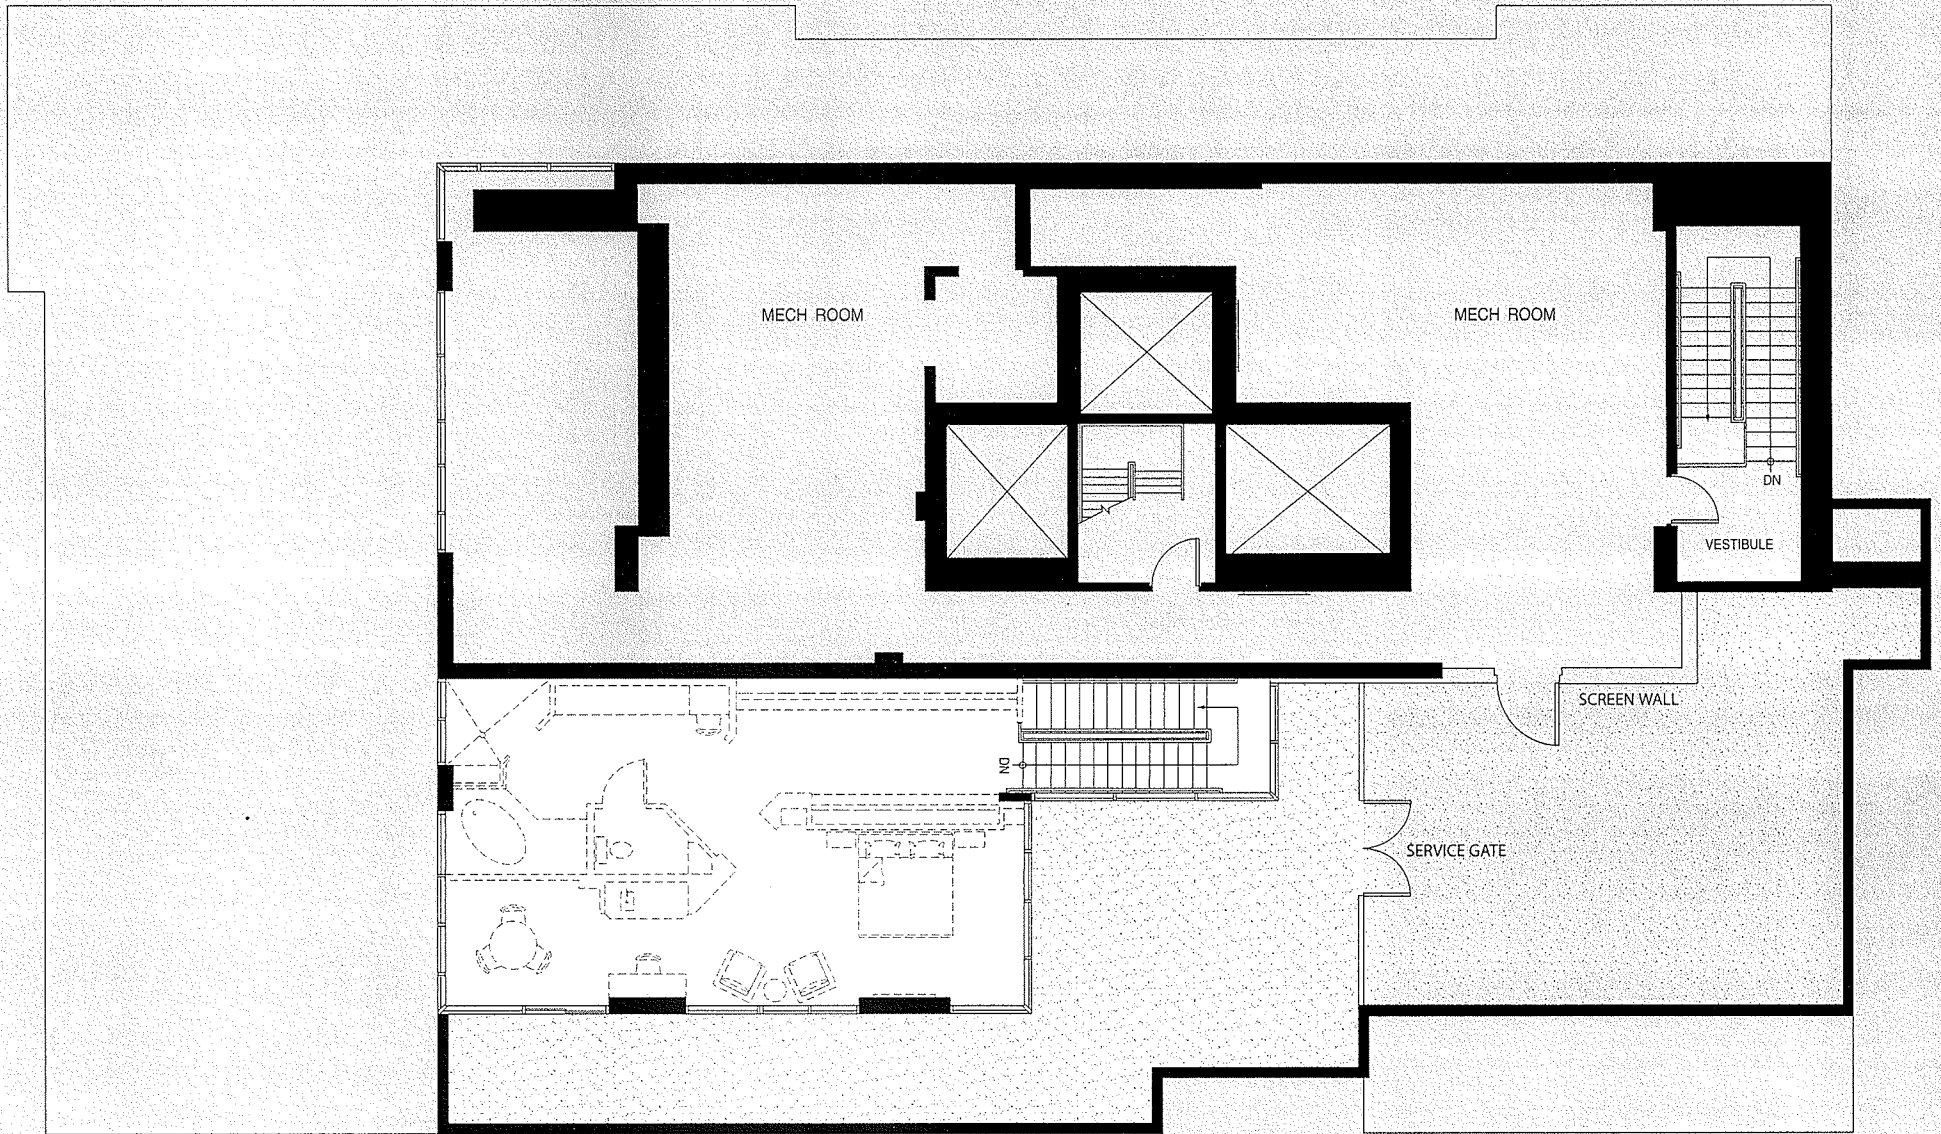 MECH ROOM
MECH ROOM
DN
VESTIBULE
SCREEN WALL
DN
SERVICE GATE